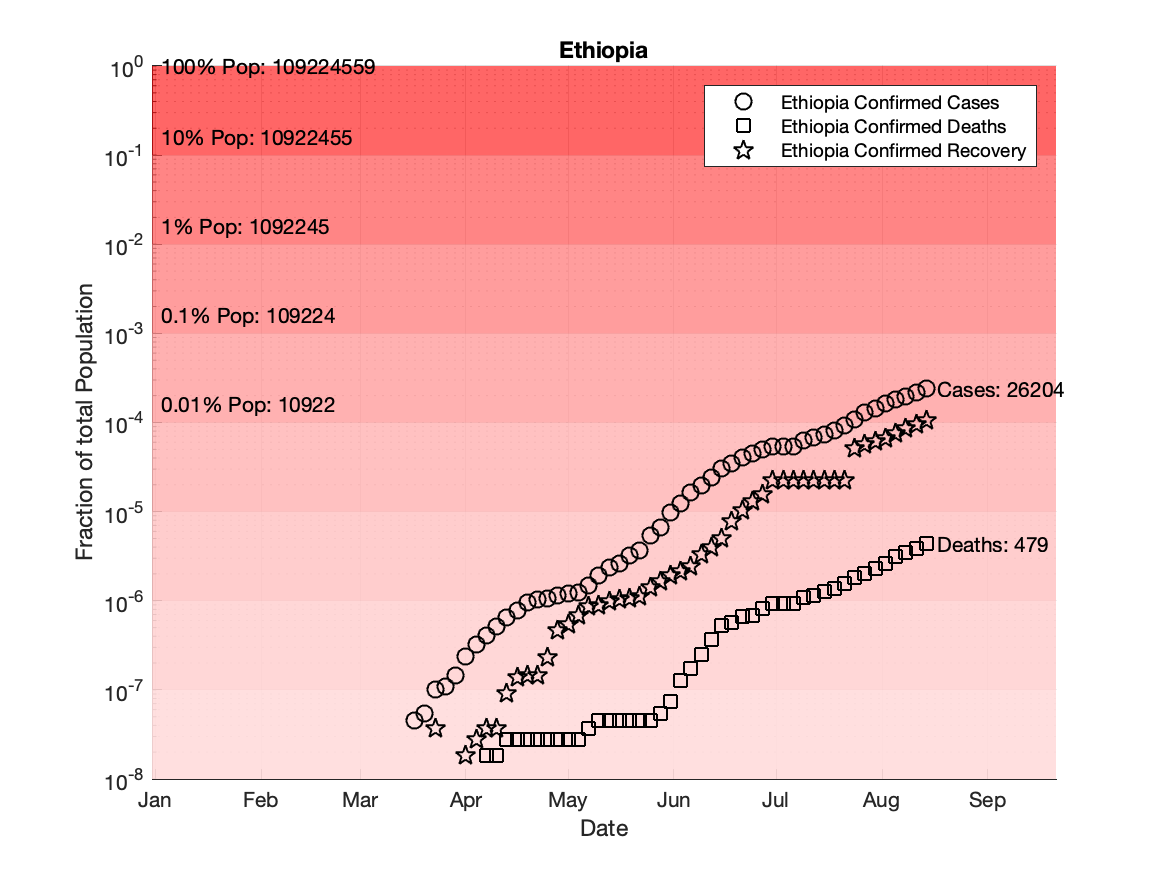 Ethiopia
10^0
100% Pop: 109224559
Ethiopia Confirmed Cases
Ethiopia Confirmed Deaths
Ethiopia Confirmed Recovery
10% Pop: 10922455
10^-1
1% Pop: 1092245
10^-2
0.1% Pop: 109224
10^-3
0.01% Pop: 10922
10^-4
Cases: 26204
10^-5
Deaths: 479
10^-6
10^-7
10^-8
Fraction of total Population
Jan Feb Mar Apr May Jun Jul Aug Sep
Date